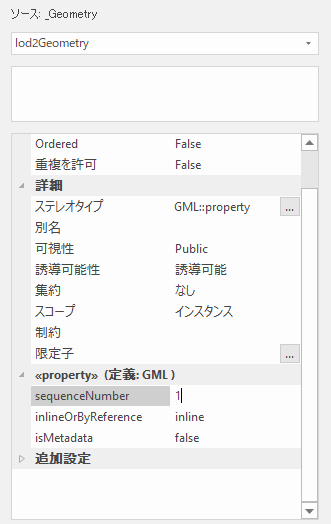 ソース: _Geometry
lod2Geometry
Ordered False
重複を許可 False
詳細
ステレオタイプ GML::property ...
別名
可視性 Public
誘導可能性 誘導可能
集約 なし
スコープ インスタンス
制約
限定子 ...
«property» (定義: GML )
sequenceNumber 1
inlineOrByReference inline
isMetadata false
追加設定